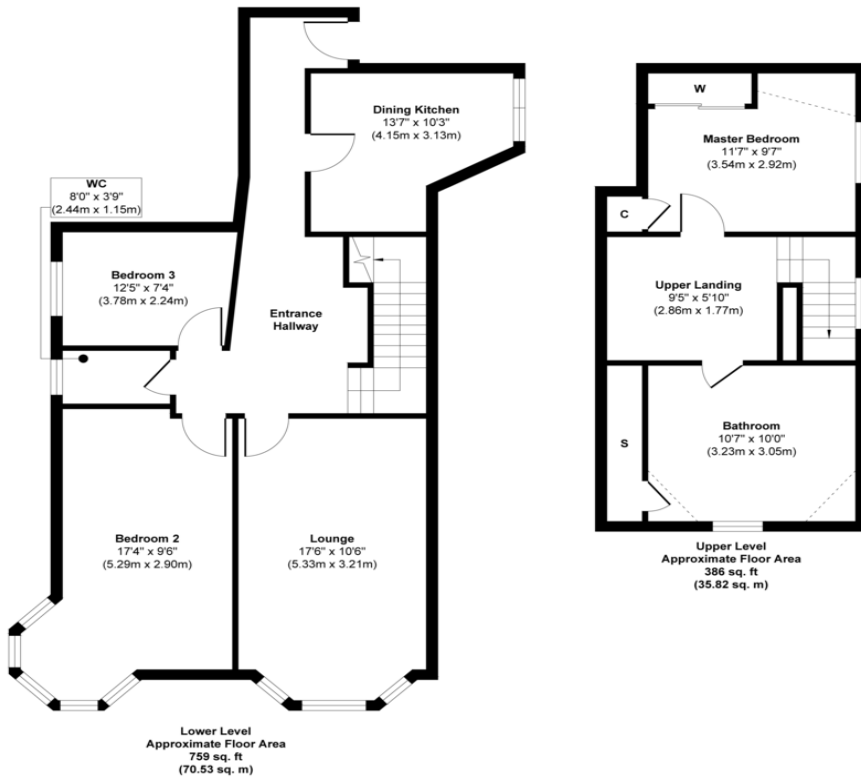 Dining Kitchen
13'7" x 10'3"
(4.15m x 3.13m)
WC
8'0" x 3'9"
(2.44m x 1.15m)
Bedroom 3
12'5" x 7'4"
(3.78m x 2.24m)
Entrance
Hallway
Bedroom 2
17'4" x 9'6"
(5.29m x 2.90m)
Lounge
17'6" x 10'6"
(5.33m x 3.21m)
Lower Level
Approximate Floor Area
759 sq. ft
(70.53 sq. m)
W
Master Bedroom
11'7" x 9'7"
(3.54m x 2.92m)
C
Upper Landing
9'5" x 5'10"
(2.86m x 1.77m)
Bathroom
10'7" x 10'0"
(3.23m x 3.05m)
S
Upper Level
Approximate Floor Area
386 sq. ft
(35.82 sq. m)